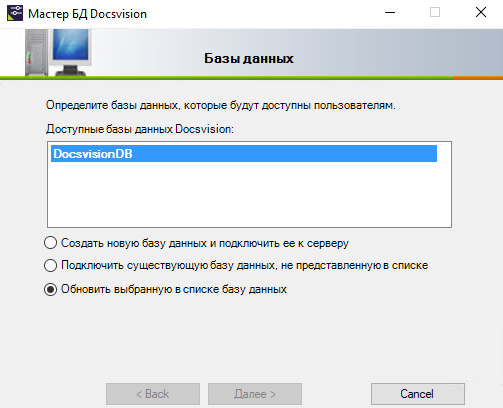 Мастер БД Docsvision
Базы данных
Определите базы данных, которые будут доступны пользователям.
Доступные базы данных Docsvision:
DocsvisionDB
Создать новую базу данных и подключить ее к серверу
Подключить существующую базу данных, не представленную в списке
Обновить выбранную в списке базу данных
< Back
Далее >
Cancel